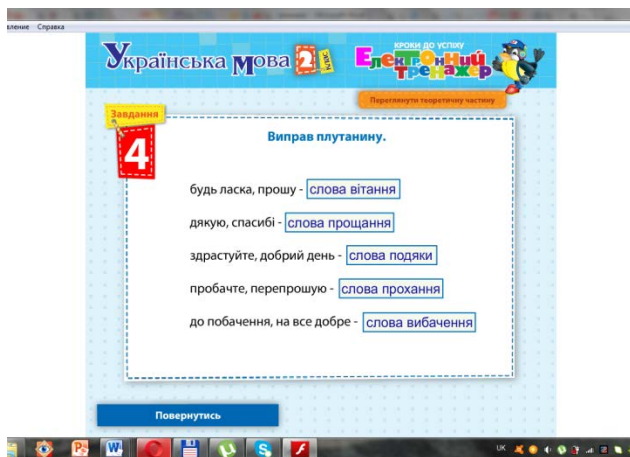 вление Справка
Українська мова 2 клас
КРОКИ ДО УСПІХУ
Електронний тренажер
Переглянути теоретичну частину
Завдання
4
Виправ плутанину.
будь ласка, прошу - слова вітання
дякую, спасибі - слова прощання
здрастуйте, добрий день - слова подяки
пробачте, перепрошую - слова прохання
до побачення, на все добре - слова вибачення
Повернутись
UK